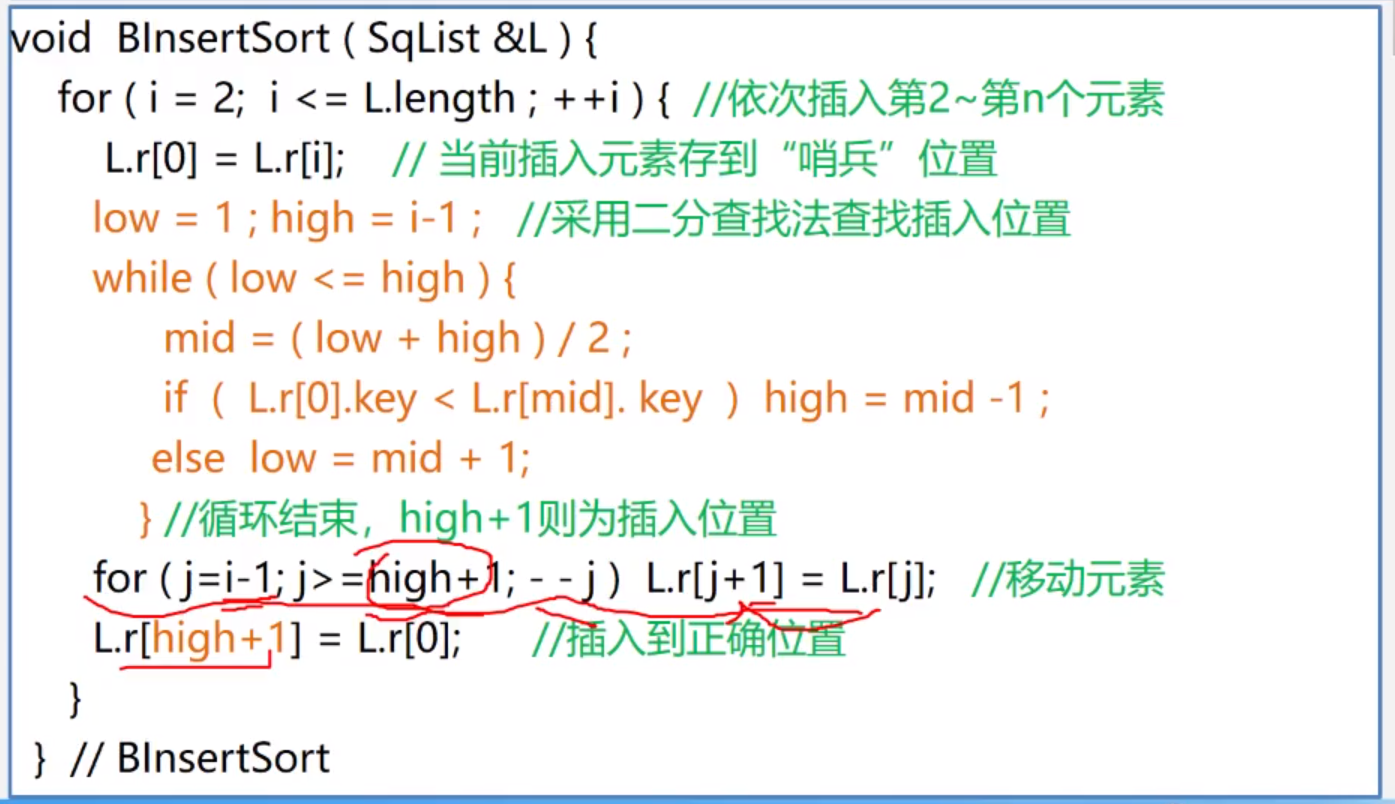 void BInsertSort ( SqList &L ) {
for ( i = 2; i <= L.length ; ++i ) { //依次插入第2~第n个元素
L.r[0] = L.r[i]; // 当前插入元素存到“哨兵”位置
low = 1 ; high = i-1 ; //采用二分查找法查找插入位置
while ( low <= high ) {
mid = ( low + high ) / 2 ;
if ( L.r[0].key < L.r[mid]. key ) high = mid -1 ;
else low = mid + 1;
} //循环结束，high+1则为插入位置
for ( j=i-1; j>=high+1; - - j ) L.r[j+1] = L.r[j]; //移动元素
L.r[high+1] = L.r[0]; //插入到正确位置
}
} // BInsertSort